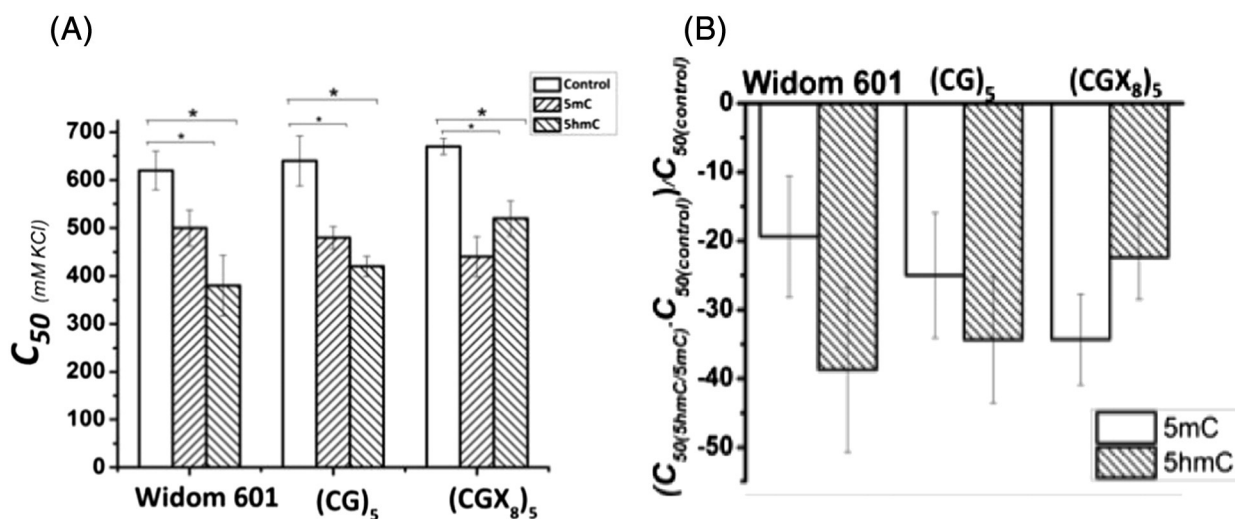 (A)
Control
5mC
5hmC
* * *
* * *
700
600
500
400
300
200
100
0
C50 (mM KCl)
Widom 601 (CG)5 (CGX8)5
(B)
Widom 601 (CG)5 (CGX8)5
0
-10
-20
-30
-40
-50
(C50(5hmC/5mC)-C50(control))/C50(control)
5mC
5hmC